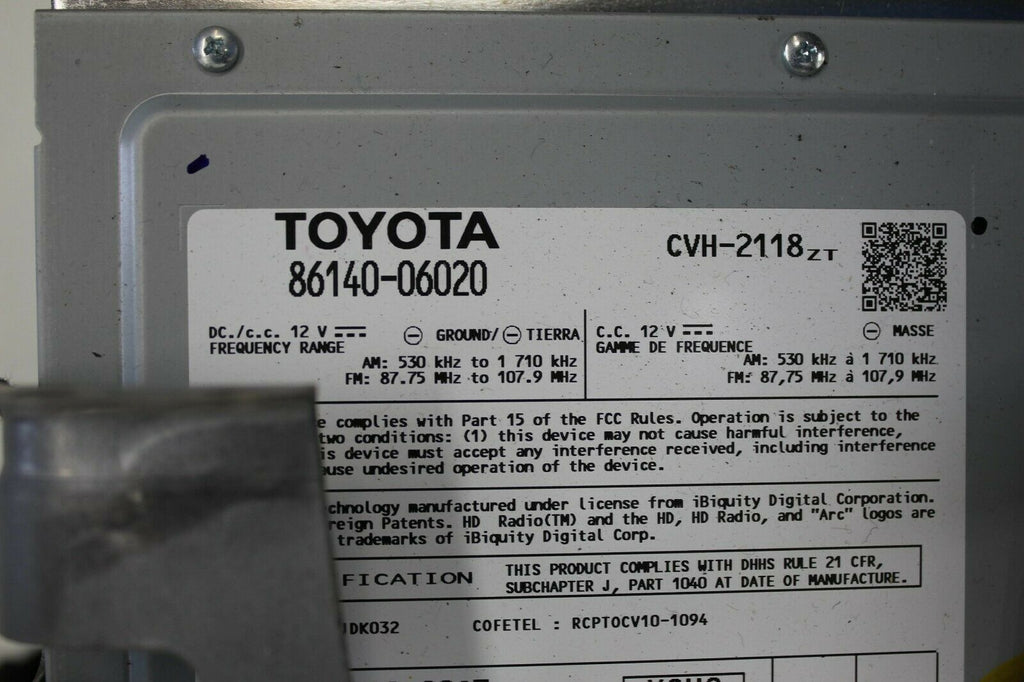 TOYOTA
86140-06020
CVH-2118ZT
DC./c.c. 12 V
GROUND/ TIERRA
FREQUENCY RANGE
AM: 530 kHz to 1 710 kHz
FM: 87.75 MHz to 107.9 MHz
C.C. 12 V
MASSE
GAMME DE FREQUENCE
AM: 530 kHz à 1 710 kHz
FM: 87,75 MHz à 107,9 MHz
complies with Part 15 of the FCC Rules. Operation is subject to the
two conditions: (1) this device may not cause harmful interference,
device must accept any interference received, including interference
undesired operation of the device.
manufactured under license from iBiquity Digital Corporation.
Patents. HD Radio(TM) and the HD, HD Radio, and "Arc" logos are
trademarks of iBiquity Digital Corp.
FICATION
THIS PRODUCT COMPLIES WITH DHHS RULE 21 CFR,
SUBCHAPTER J, PART 1040 AT DATE OF MANUFACTURE.
DK032
COFETEL : RCPTOCV10-1094